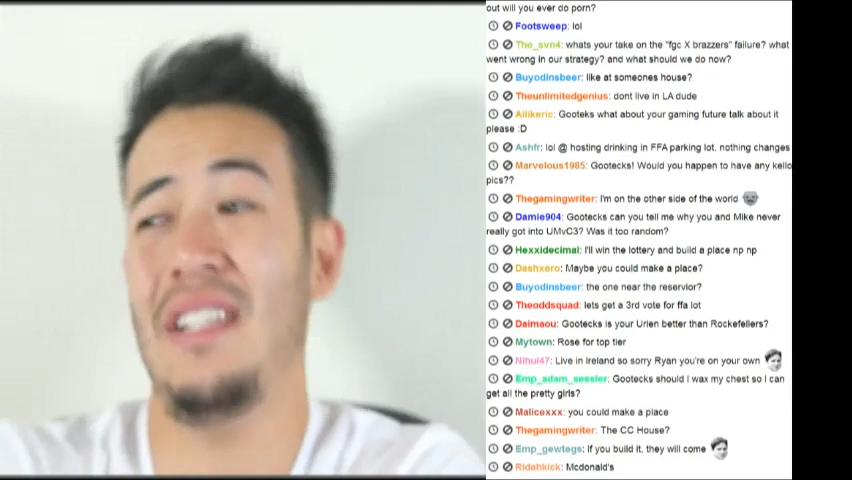 out will you ever do porn?
Footsweep: lol
The_svn4: whats your take on the "fgc X brazzers" failure? what
went wrong in our strategy? and what should we do now?
Buyodinsbeer: like at someones house?
Theunlimitedgenius: dont live in LA dude
Ailikeric: Gooteks what about your gaming future talk about it
please :D
Ashfr: lol @ hosting drinking in FFA parking lot, nothing changes
Marvelous1985: Gootecks! Would you happen to have any kello
pics??
Thegamingwriter: I'm on the other side of the world
Damie904: Gootecks can you tell me why you and Mike never
really got into UMvC3? Was it too random?
Hexxidecimal: I'll win the lottery and build a place np np
Dashxero: Maybe you could make a place?
Buyodinsbeer: the one near the reservior?
Theoddsquad: lets get a 3rd vote for ffa lot
Daimaou: Gootecks is your Urien better than Rockefellers?
Mytown: Rose for top tier
Nihul47: Live in Ireland so sorry Ryan you're on your own
Emp_adam_sessler: Gootecks should I wax my chest so I can
get all the pretty girls?
Malicexxx: you could make a place
Thegamingwriter: The CC House?
Emp_gewtegs: If you build it, they will come
Ridahkick: Mcdonald's